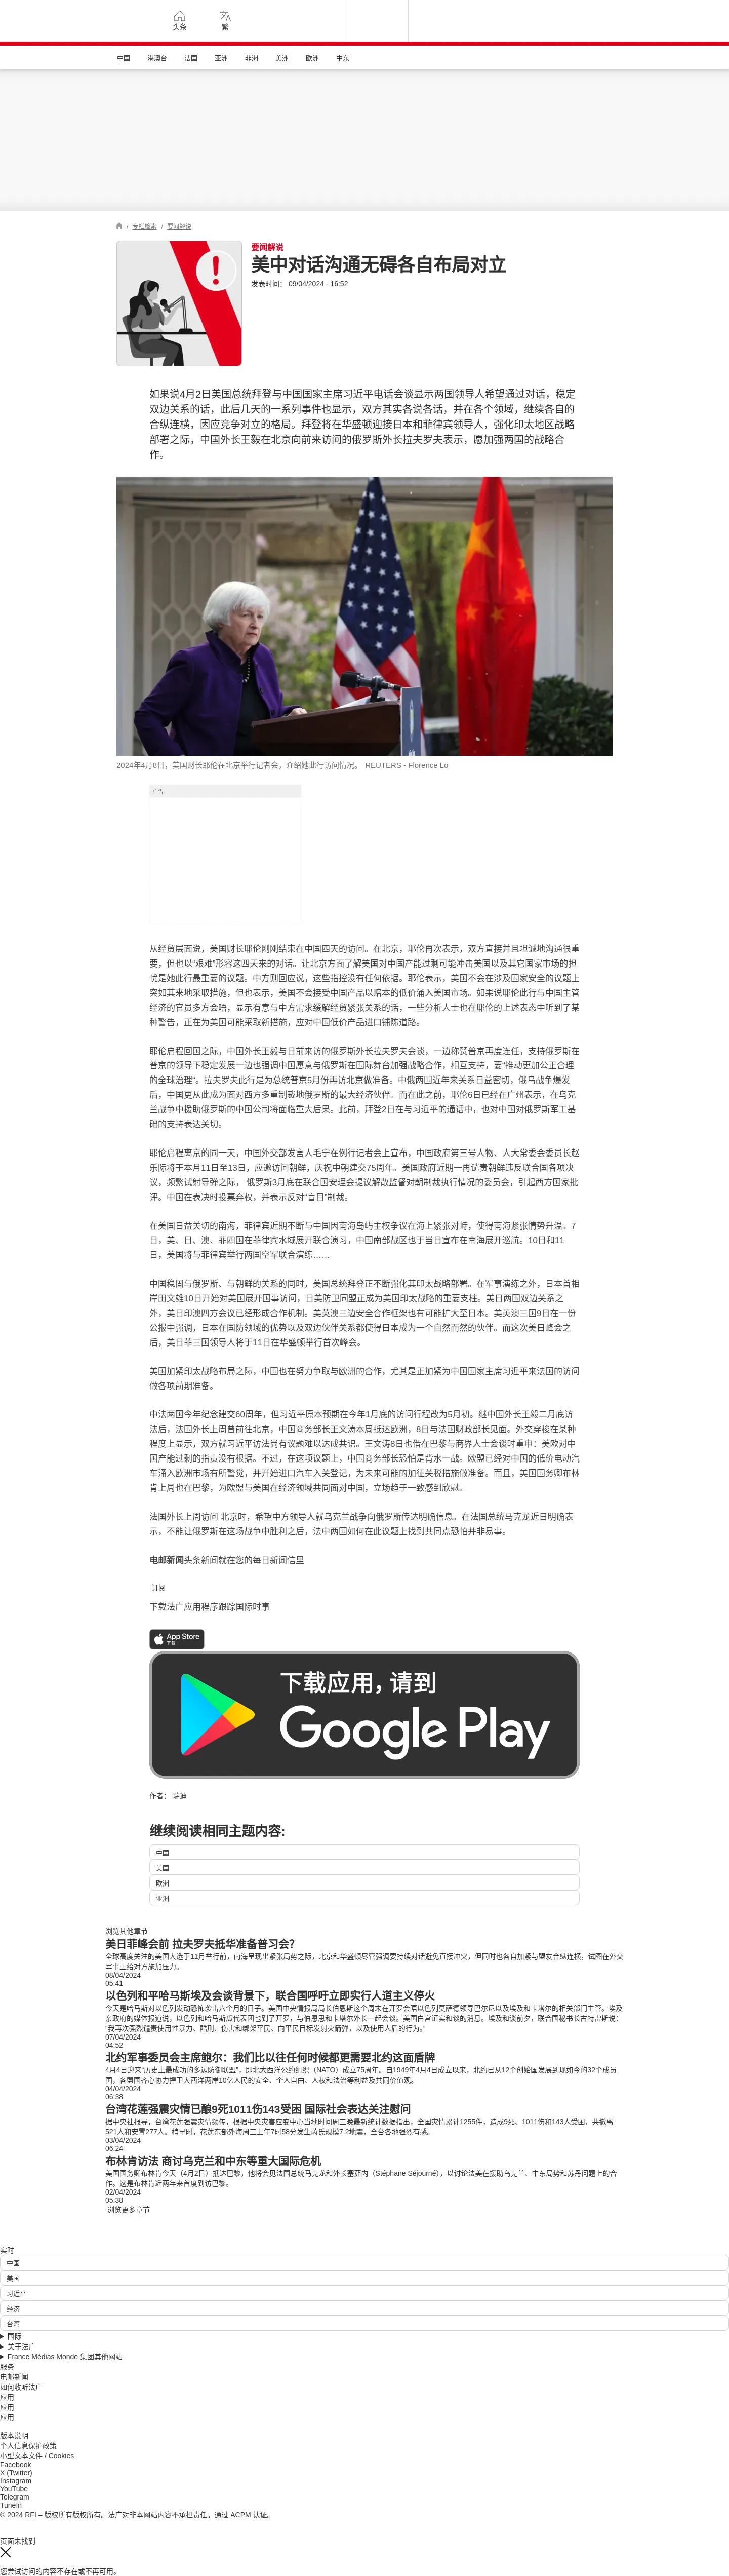 头条
繁
中国 港澳台 法国 亚洲 非洲 美洲 欧洲 中东
/ 专栏检索 / 要闻解说
要闻解说
美中对话沟通无碍各自布局对立
发表时间： 09/04/2024 - 16:52
如果说4月2日美国总统拜登与中国国家主席习近平电话会谈显示两国领导人希望通过对话，稳定
双边关系的话，此后几天的一系列事件也显示，双方其实各说各话，并在各个领域，继续各自的
合纵连横，因应竞争对立的格局。拜登将在华盛顿迎接日本和菲律宾领导人，强化印太地区战略
部署之际，中国外长王毅在北京向前来访问的俄罗斯外长拉夫罗夫表示，愿加强两国的战略合
作。
2024年4月8日，美国财长耶伦在北京举行记者会，介绍她此行访问情况。 REUTERS - Florence Lo
广告
从经贸层面说，美国财长耶伦刚刚结束在中国四天的访问。在北京，耶伦再次表示，双方直接并且坦诚地沟通很重
要，但也以“艰难”形容这四天来的对话。让北京方面了解美国对中国产能过剩可能冲击美国以及其它国家市场的担
忧是她此行最重要的议题。中方则回应说，这些指控没有任何依据。耶伦表示，美国不会在涉及国家安全的议题上
突如其来地采取措施，但也表示，美国不会接受中国产品以赔本的低价涌入美国市场。如果说耶伦此行与中国主管
经济的官员多方会晤，显示有意与中方需求缓解经贸紧张关系的话，一些分析人士也在耶伦的上述表态中听到了某
种警告，正在为美国可能采取新措施，应对中国低价产品进口铺陈道路。
耶伦启程回国之际，中国外长王毅与日前来访的俄罗斯外长拉夫罗夫会谈，一边称赞普京再度连任，支持俄罗斯在
普京的领导下稳定发展一边也强调中国愿意与俄罗斯在国际舞台加强战略合作，相互支持，要“推动更加公正合理
的全球治理”。拉夫罗夫此行是为总统普京5月份再访北京做准备。中俄两国近年来关系日益密切，俄乌战争爆发
后，中国更从此成为面对西方多重制裁地俄罗斯的最大经济伙伴。而在此之前，耶伦6日已经在广州表示，在乌克
兰战争中援助俄罗斯的中国公司将面临重大后果。此前，拜登2日在与习近平的通话中，也对中国对俄罗斯军工基
础的支持表达关切。
耶伦启程离京的同一天，中国外交部发言人毛宁在例行记者会上宣布，中国政府第三号人物、人大常委会委员长赵
乐际将于本月11日至13日，应邀访问朝鲜，庆祝中朝建交75周年。美国政府近期一再谴责朝鲜违反联合国各项决
议，频繁试射导弹之际， 俄罗斯3月底在联合国安理会提议解散监督对朝制裁执行情况的委员会，引起西方国家批
评。中国在表决时投票弃权，并表示反对“盲目”制裁。
在美国日益关切的南海，菲律宾近期不断与中国因南海岛屿主权争议在海上紧张对峙，使得南海紧张情势升温。7
日，美、日、澳、菲四国在菲律宾水域展开联合演习，中国南部战区也于当日宣布在南海展开巡航。10日和11
日，美国将与菲律宾举行两国空军联合演练……
中国稳固与俄罗斯、与朝鲜的关系的同时，美国总统拜登正不断强化其印太战略部署。在军事演练之外，日本首相
岸田文雄10日开始对美国展开国事访问，日美防卫同盟正成为美国印太战略的重要支柱。美日两国双边关系之
外，美日印澳四方会议已经形成合作机制。美英澳三边安全合作框架也有可能扩大至日本。美英澳三国9日在一份
公报中强调，日本在国防领域的优势以及双边伙伴关系都使得日本成为一个自然而然的伙伴。而这次美日峰会之
后，美日菲三国领导人将于11日在华盛顿举行首次峰会。
美国加紧印太战略布局之际，中国也在努力争取与欧洲的合作，尤其是正加紧为中国国家主席习近平来法国的访问
做各项前期准备。
中法两国今年纪念建交60周年，但习近平原本预期在今年1月底的访问行程改为5月初。继中国外长王毅二月底访
法后，法国外长上周曾前往北京，中国商务部长王文涛本周抵达欧洲，8日与法国财政部长见面。外交穿梭在某种
程度上显示，双方就习近平访法尚有议题难以达成共识。王文涛8日也借在巴黎与商界人士会谈时重申：美欧对中
国产能过剩的指责没有根据。不过，在这项议题上，中国商务部长恐怕是背水一战。欧盟已经对中国的低价电动汽
车涌入欧洲市场有所警觉，并开始进口汽车入关登记，为未来可能的加征关税措施做准备。而且，美国国务卿布林
肯上周也在巴黎，为欧盟与美国在经济领域共同面对中国，立场趋于一致感到欣慰。
法国外长上周访问 北京时，希望中方领导人就乌克兰战争向俄罗斯传达明确信息。在法国总统马克龙近日明确表
示，不能让俄罗斯在这场战争中胜利之后，法中两国如何在此议题上找到共同点恐怕并非易事。
电邮新闻头条新闻就在您的每日新闻信里
订阅
下载法广应用程序跟踪国际时事
App Store
下载
下载应用，请到
Google Play
作者： 瑞迪
继续阅读相同主题内容:
中国
美国
欧洲
亚洲
浏览其他章节
美日菲峰会前 拉夫罗夫抵华准备普习会？
全球高度关注的美国大选于11月举行前，南海呈现出紧张局势之际，北京和华盛顿尽管强调要持续对话避免直接冲突，但同时也各自加紧与盟友合纵连横，试图在外交
军事上给对方施加压力。
08/04/2024
05:41
以色列和平哈马斯埃及会谈背景下，联合国呼吁立即实行人道主义停火
今天是哈马斯对以色列发动恐怖袭击六个月的日子。美国中央情报局局长伯恩斯这个周末在开罗会晤以色列莫萨德领导巴尔尼以及埃及和卡塔尔的相关部门主管。埃及
亲政府的媒体报道说，以色列和哈马斯瓜代表团也到了开罗，与伯恩思和卡塔尔外长一起会谈。美国白宫证实和谈的消息。埃及和谈前夕，联合国秘书长古特雷斯说：
“我再次强烈谴责使用性暴力、酷刑、伤害和绑架平民、向平民目标发射火箭弹，以及使用人盾的行为。”
07/04/2024
04:52
北约军事委员会主席鲍尔：我们比以往任何时候都更需要北约这面盾牌
4月4日迎来“历史上最成功的多边防御联盟”，即北大西洋公约组织（NATO）成立75周年。自1949年4月4日成立以来，北约已从12个创始国发展到现如今的32个成员
国，各盟国齐心协力捍卫大西洋两岸10亿人民的安全、个人自由、人权和法治等利益及共同价值观。
04/04/2024
06:38
台湾花莲强震灾情已酿9死1011伤143受困 国际社会表达关注慰问
据中央社报导，台湾花莲强震灾情频传，根据中央灾害应变中心当地时间周三晚最新统计数据指出，全国灾情累计1255件，造成9死、1011伤和143人受困，共撤离
521人和安置277人。稍早时，花莲东部外海周三上午7时58分发生芮氏规模7.2地震，全台各地强烈有感。
03/04/2024
06:24
布林肯访法 商讨乌克兰和中东等重大国际危机
美国国务卿布林肯今天（4月2日）抵达巴黎，他将会见法国总统马克龙和外长塞茹内（Stéphane Séjourné），以讨论法美在援助乌克兰、中东局势和苏丹问题上的合
作。这是布林肯近两年来首度到访巴黎。
02/04/2024
05:38
浏览更多章节
实时
中国
美国
习近平
经济
台湾
国际
关于法广
France Médias Monde 集团其他网站
服务
电邮新闻
如何收听法广
应用
应用
应用
版本说明
个人信息保护政策
小型文本文件 / Cookies
Facebook
X (Twitter)
Instagram
YouTube
Telegram
TuneIn
© 2024 RFI – 版权所有版权所有。法广对非本网站内容不承担责任。通过 ACPM 认证。
页面未找到
您尝试访问的内容不存在或不再可用。